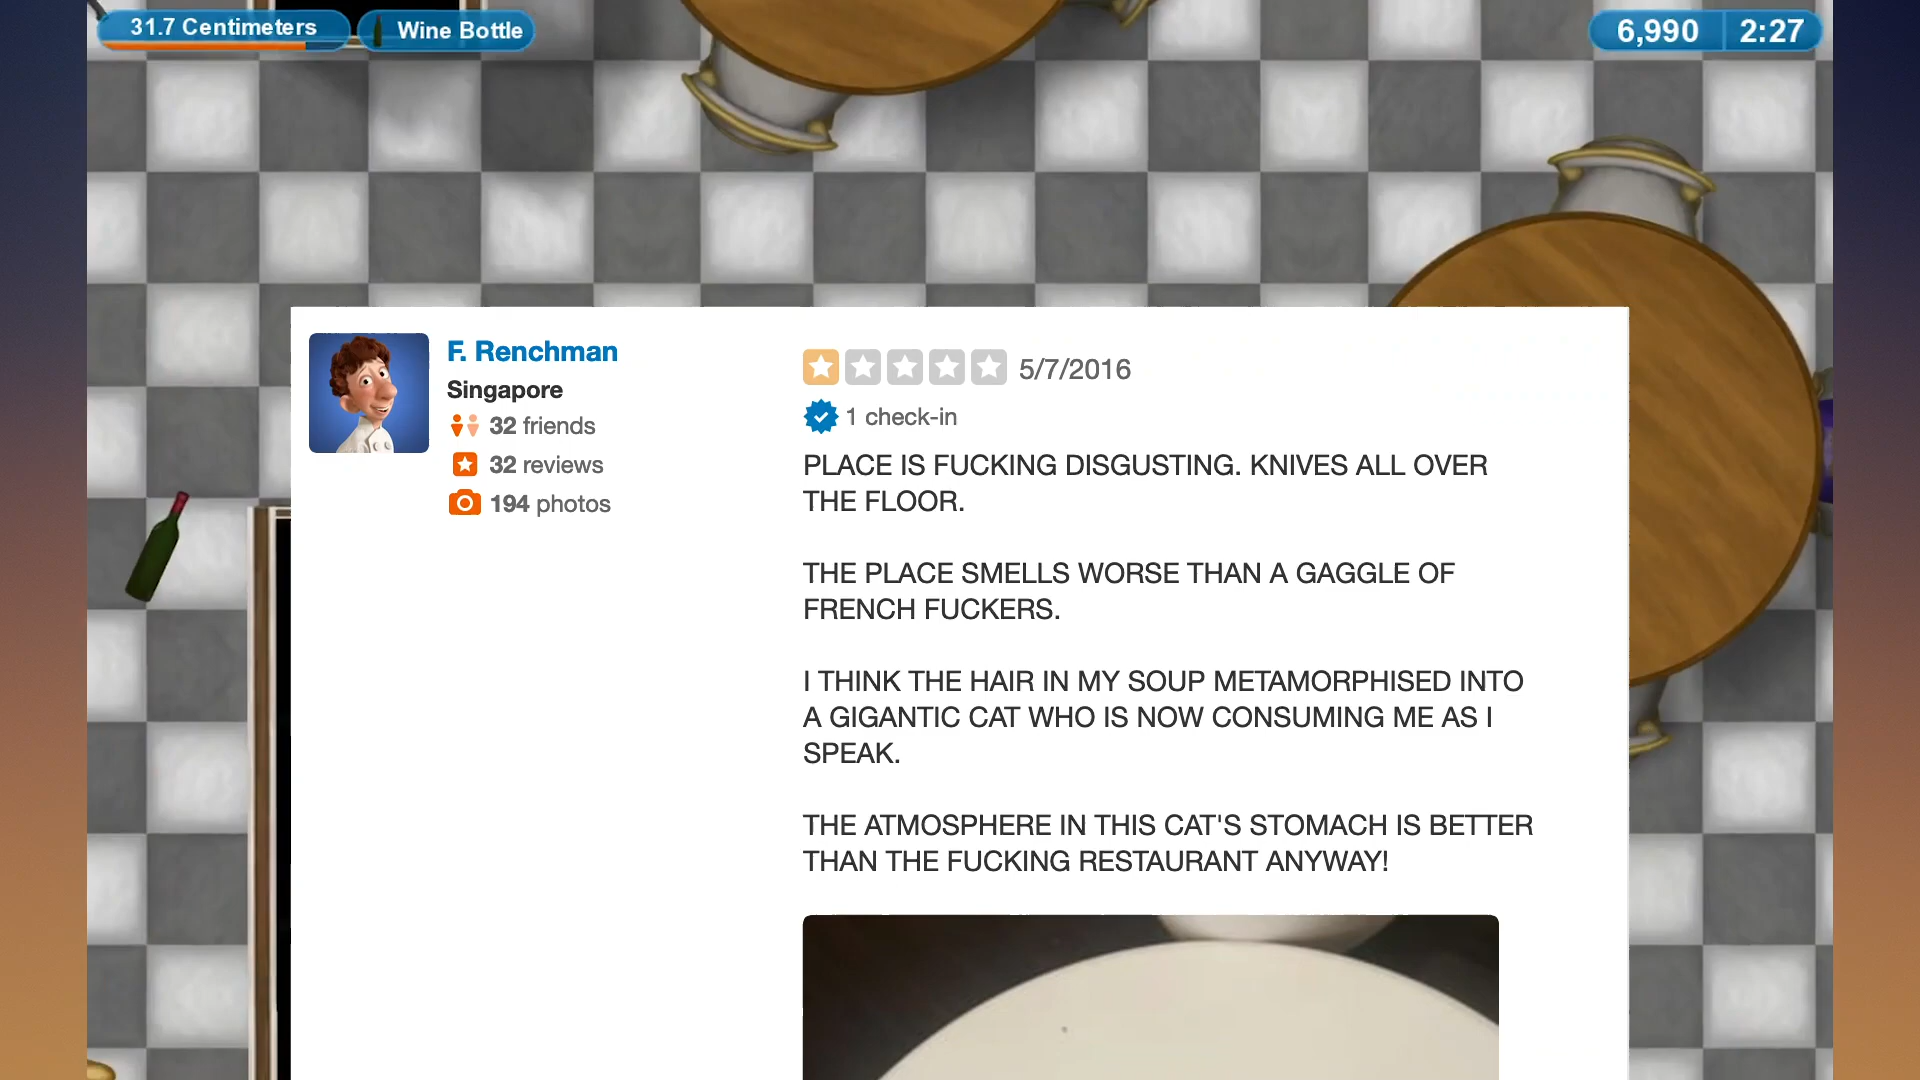 31.7 Centimeters
Wine Bottle
6,990
2:27
F. Renchman
Singapore
32 friends
32 reviews
194 photos
5/7/2016
1 check-in
PLACE IS FUCKING DISGUSTING. KNIVES ALL OVER
THE FLOOR.
THE PLACE SMELLS WORSE THAN A GAGGLE OF
FRENCH FUCKERS.
I THINK THE HAIR IN MY SOUP METAMORPHISED INTO
A GIGANTIC CAT WHO IS NOW CONSUMING ME AS I
SPEAK.
THE ATMOSPHERE IN THIS CAT'S STOMACH IS BETTER
THAN THE FUCKING RESTAURANT ANYWAY!